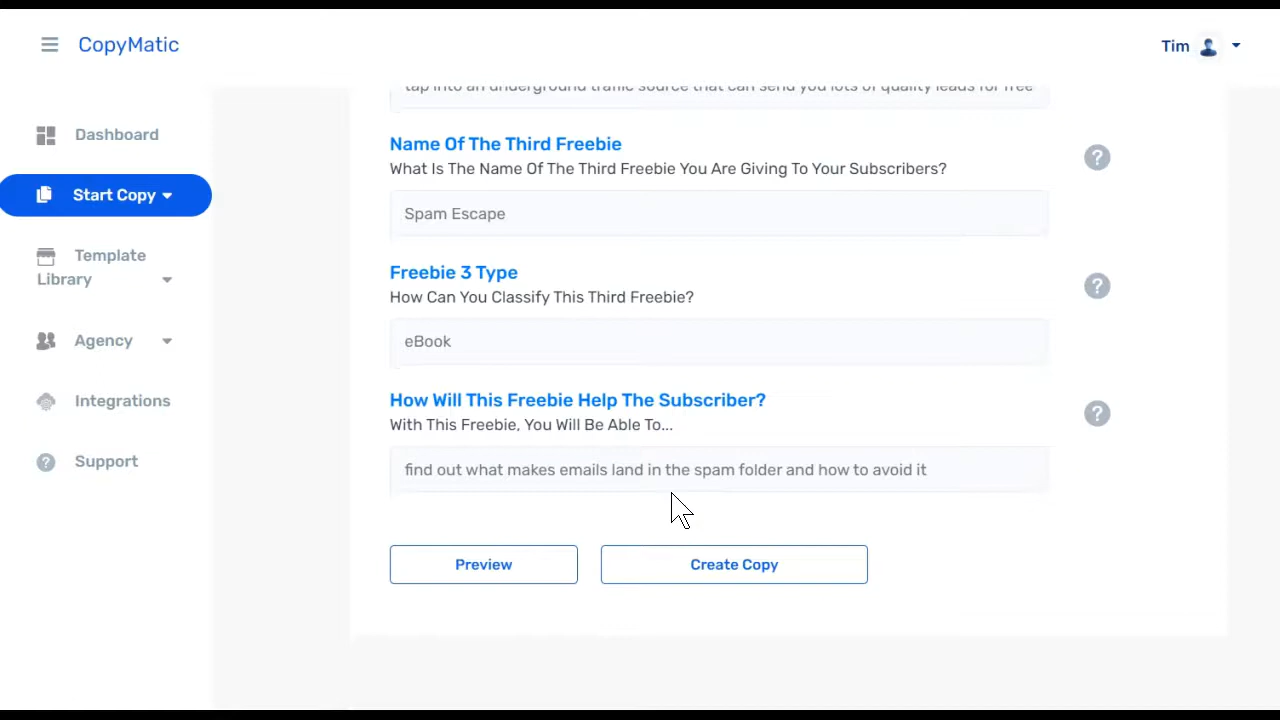 CopyMatic
Tim
Dashboard
Start Copy
Template
Library
Agency
Integrations
Support
tap into an underground traffic source that can send you lots of quality leads for free
Name Of The Third Freebie
What Is The Name Of The Third Freebie You Are Giving To Your Subscribers?
?
Spam Escape
Freebie 3 Type
How Can You Classify This Third Freebie?
?
eBook
How Will This Freebie Help The Subscriber?
With This Freebie, You Will Be Able To...
?
find out what makes emails land in the spam folder and how to avoid it
Preview
Create Copy